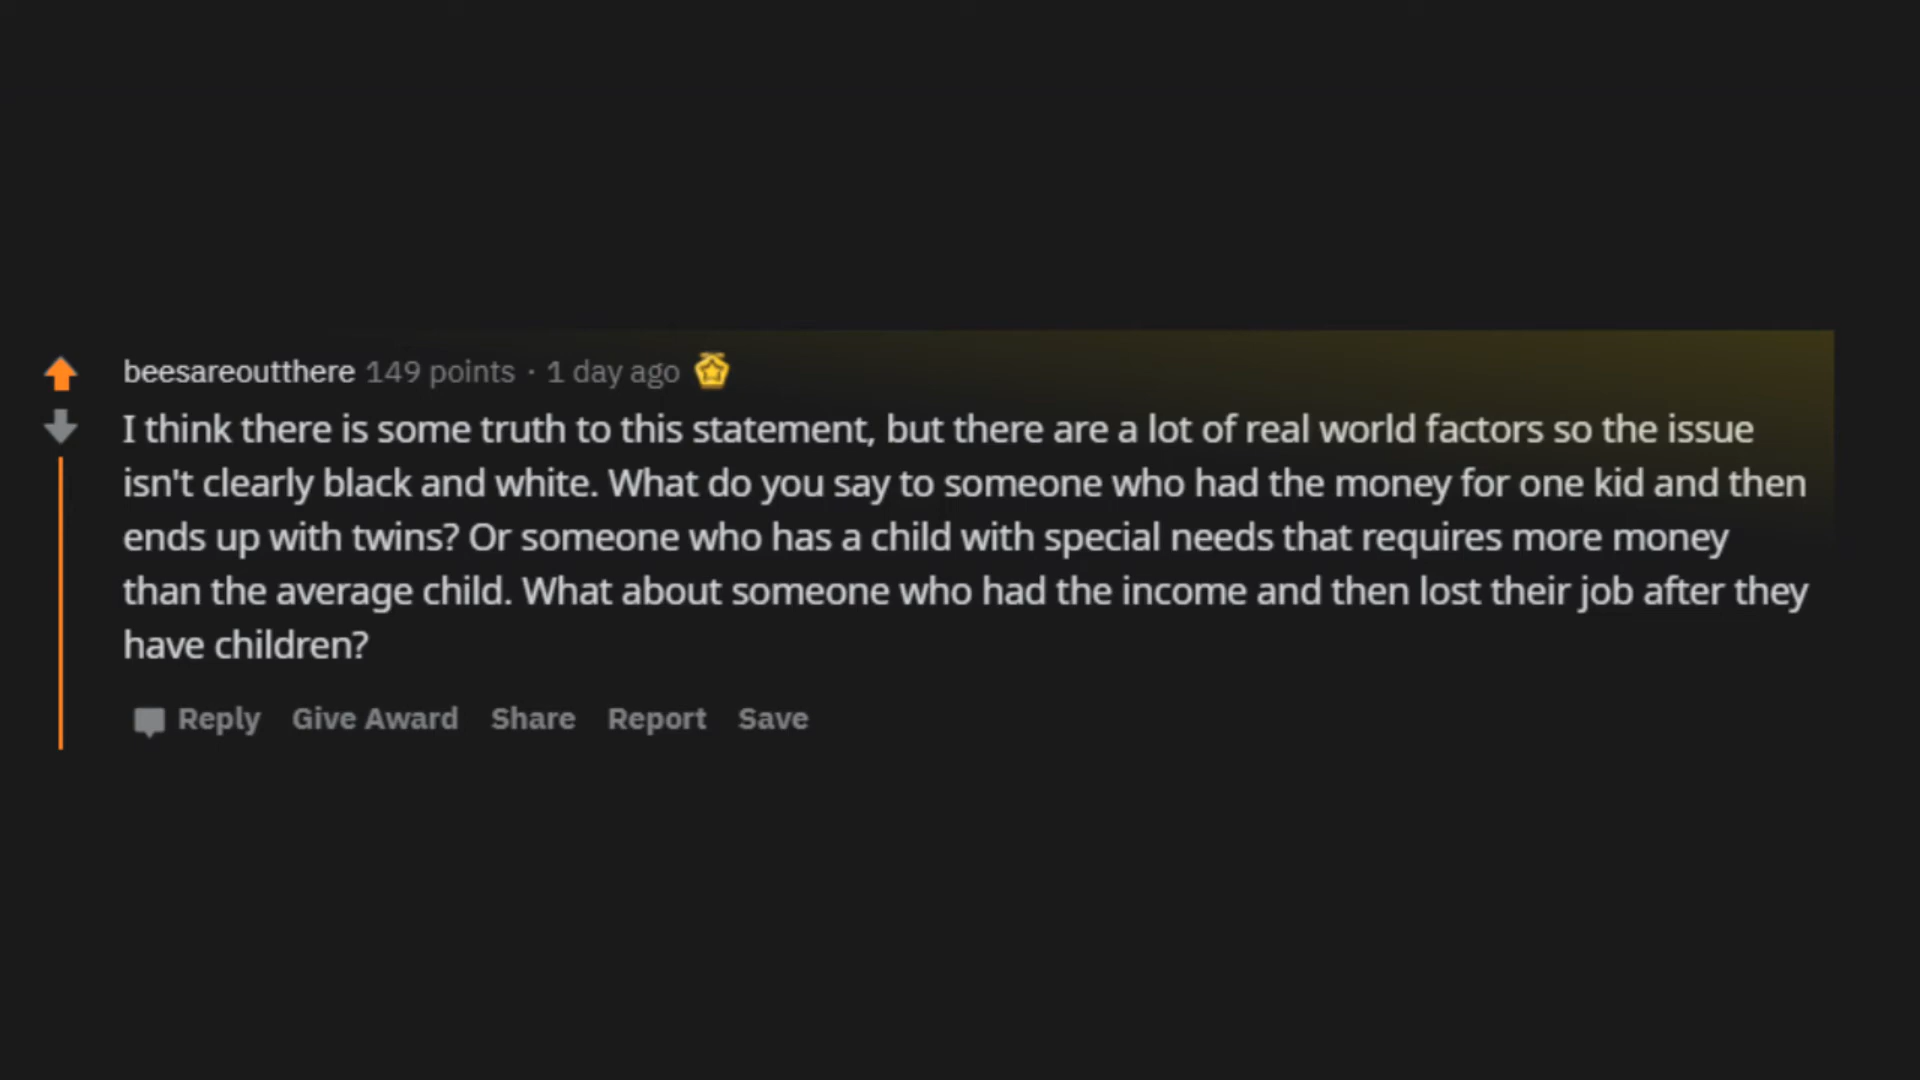 beesareoutthere 149 points · 1 day ago
I think there is some truth to this statement, but there are a lot of real world factors so the issue
isn't clearly black and white. What do you say to someone who had the money for one kid and then
ends up with twins? Or someone who has a child with special needs that requires more money
than the average child. What about someone who had the income and then lost their job after they
have children?
Reply Give Award Share Report Save